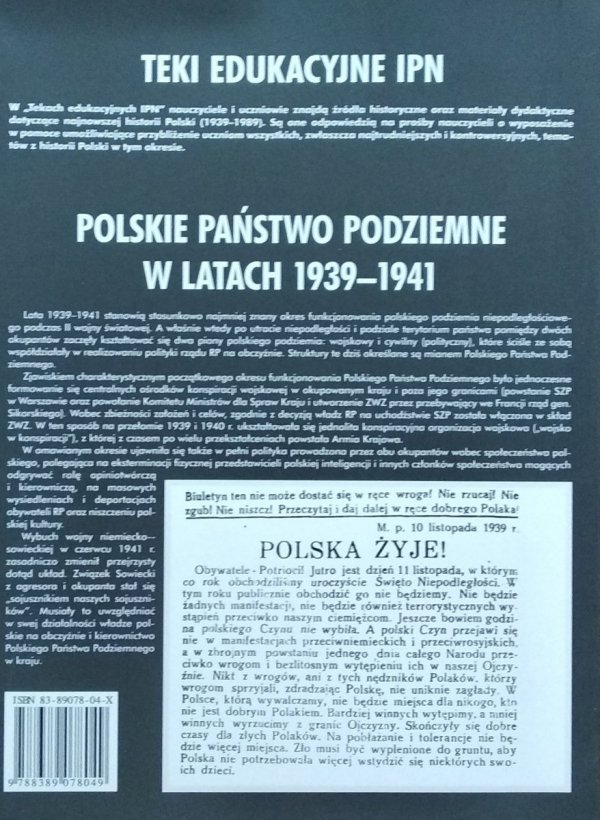 TEKI EDUKACYJNE IPN
W „Tekach edukacyjnych IPN” nauczyciele i uczniowie znajdą źródła historyczne oraz materiały dydaktyczne
dotyczące najnowszej historii Polski (1939-1989). Są one odpowiedzią na prośby nauczycieli o wyposażenie
w pomoce umożliwiające przybliżenie uczniom wszystkich, zwłaszcza najtrudniejszych i kontrowersyjnych, tema-
tów z historii Polski w tym okresie.
POLSKIE PAŃSTWO PODZIEMNE
W LATACH 1939–1941
Lata 1939-1941 stanowią stosunkowo najmniej znany okres funkcjonowania polskiego podziemia niepodległościowe-
go podczas II wojny światowej. A właśnie wtedy po utracie niepodległości i podziale terytorium państwa pomiędzy dwóch
okupantów zaczęły kształtować się dwa piony polskiego podziemia: wojskowy i cywilny (polityczny), które ściśle ze sobą
współdziałały w realizowaniu polityki rządu RP na obczyźnie. Struktury te dziś określane są mianem Polskiego Państwa Pod-
ziemnego.
Zjawiskiem charakterystycznym początkowego okresu funkcjonowania Polskiego Państwa Podziemnego było jednoczesne
formowanie się centralnych ośrodków konspiracji wojskowej w okupowanym kraju i poza jego granicami (powstanie SZP
w Warszawie oraz powołanie Komitetu Ministrów dla Spraw Kraju i utworzenie ZWZ przez przebywający we Francji rząd gen.
Sikorskiego). Wobec zbieżności założeń i celów, zgodnie z decyzją władz RP na uchodźstwie SZP została włączona w skład
ZWZ. W ten sposób na przełomie 1939 i 1940 r. ukształtowała się jednolita konspiracyjna organizacja wojskowa („wojsko
w konspiracji”), z której z czasem po wielu przekształceniach powstała Armia Krajowa.
W omawianym okresie ujawniła się także w pełni polityka prowadzona przez obu okupantów wobec społeczeństwa pol-
skiego, polegająca na eksterminacji fizycznej przedstawicieli polskiej inteligencji i innych członków społeczeństwa mogących
odgrywać rolę opiniotwórczą
i kierowniczą, na masowych
wysiedleniach i deportacjach
obywateli RP oraz niszczeniu pol-
skiej kultury.
Wybuch wojny niemiecko-
-sowieckiej w czerwcu 1941 r.
zasadniczo zmienił przejrzysty
dotąd układ. Związek Sowiecki
z agresora i okupanta stał się
„sojusznikiem naszych sojuszni-
ków”. Musiały to uwzględniać
w swej działalności władze pol-
skie na obczyźnie i kierownictwo
Polskiego Państwa Podziemnego
w kraju.
Biuletyn ten nie może dostać się w ręce wroga! Nie rzucaj! Nie
zgub! Nie niszcz! Przeczytaj i daj dalej w ręce dobrego Polaka!
M. p. 10 listopada 1939 r.
POLSKA ŻYJE!
Obywatele - Potrioci! Jutro jest dzień 11 listopada, w którym
co rok obchodziliśmy uroczyście Święto Niepodległości. W
tym roku publicznie obchodzić go nie będziemy. Nie będzie
żadnych manifestacji, nie będzie również terrorystycznych wy-
stąpień przeciwko naszym ciemięzcom. Jeszcze bowiem godzi-
na polskiego Czynu nie wybiła. A polski Czyn przejawi się
nie w manifestacjach przeciwniemieckich i przeciwrosyjskich,
a w zbrojnym powstaniu jednego dnia całego Narodu prze-
ciwko wrogom i bezlitosnym wytępieniu ich w naszej Ojczy-
źnie. Nikt z wrogów, ani z tych nędzników Polaków, którzy
wrogom sprzyjali, zdradzając Polskę, nie uniknie zagłady. W
Polsce, którą wywalczamy, nie będzie miejsca dla nikogo, kto
nie jest dobrym Polakiem. Bardziej winnych wytępimy, a mniej
winnych wyrzucimy z granic Ojczyzny. Skończyły się dobre
czasy dla złych Polaków. Na pobłażanie i tolerancje nie bę-
dzie więcej miejsca. Zło musi być wyplenione do gruntu, aby
Polska nie potrzebowała więcej wstydzić się niektórych swo-
ich dzieci.
ISBN 83-89078-04-X
9 788389 078049